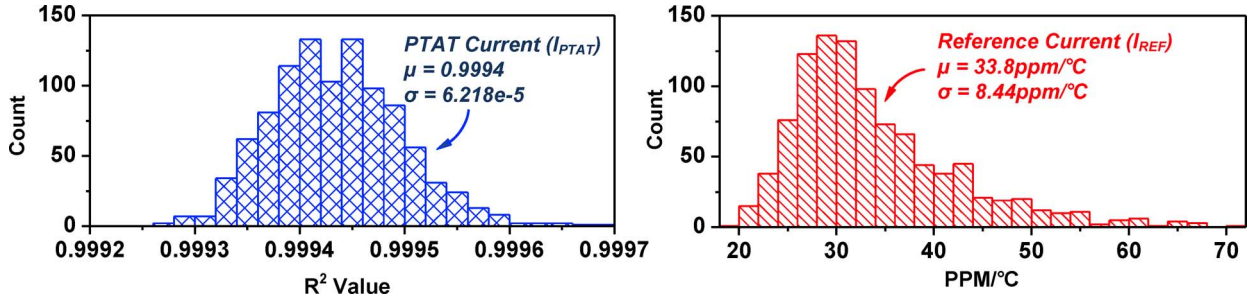 150
100
50
0
Count
PTAT Current (I_PTAT)
μ = 0.9994
σ = 6.218e-5
0.9992 0.9993 0.9994 0.9995 0.9996 0.9997
R² Value
150
100
50
0
Count
Reference Current (I_REF)
μ = 33.8ppm/°C
σ = 8.44ppm/°C
20 30 40 50 60 70
PPM/°C